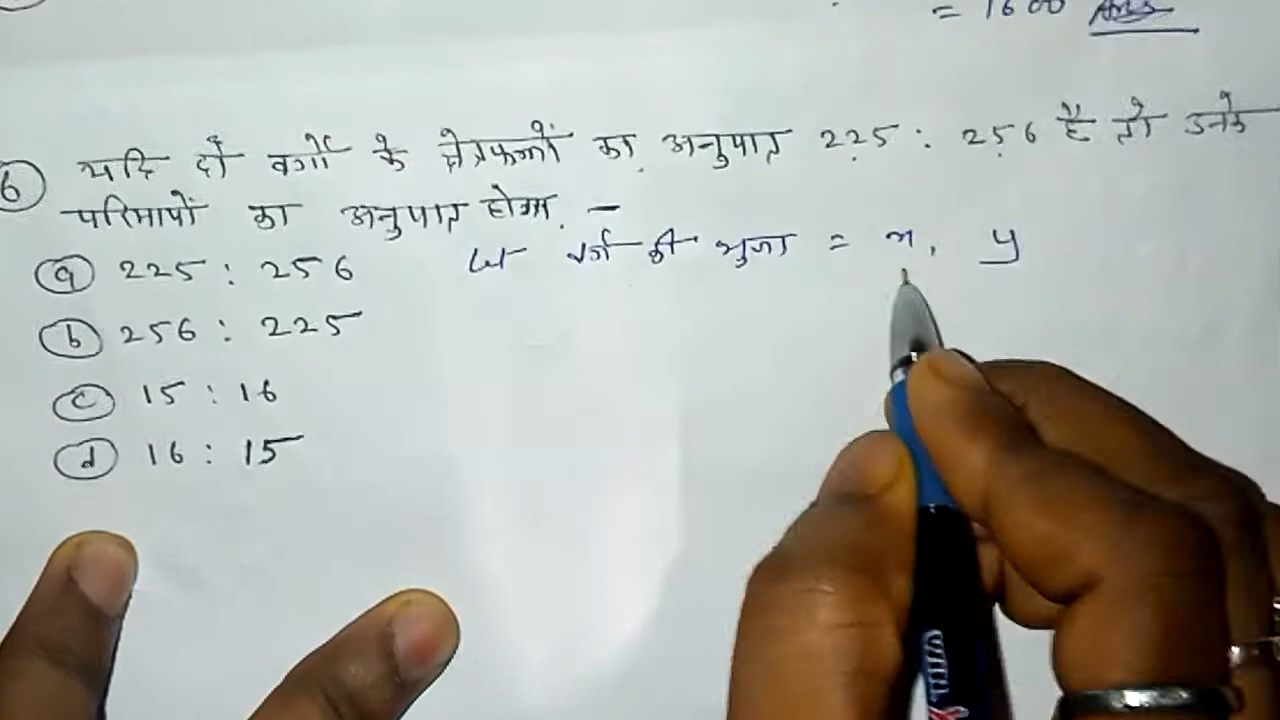 = 1600 Ans
6 यदि दो वर्गों के क्षेत्रफलों का अनुपात 225 : 256 है तो उनके
परिमापों का अनुपात होगा. –
a 225 : 256
Let वर्ग की भुजा = x, y
b 256 : 225
c 15 : 16
d 16 : 15